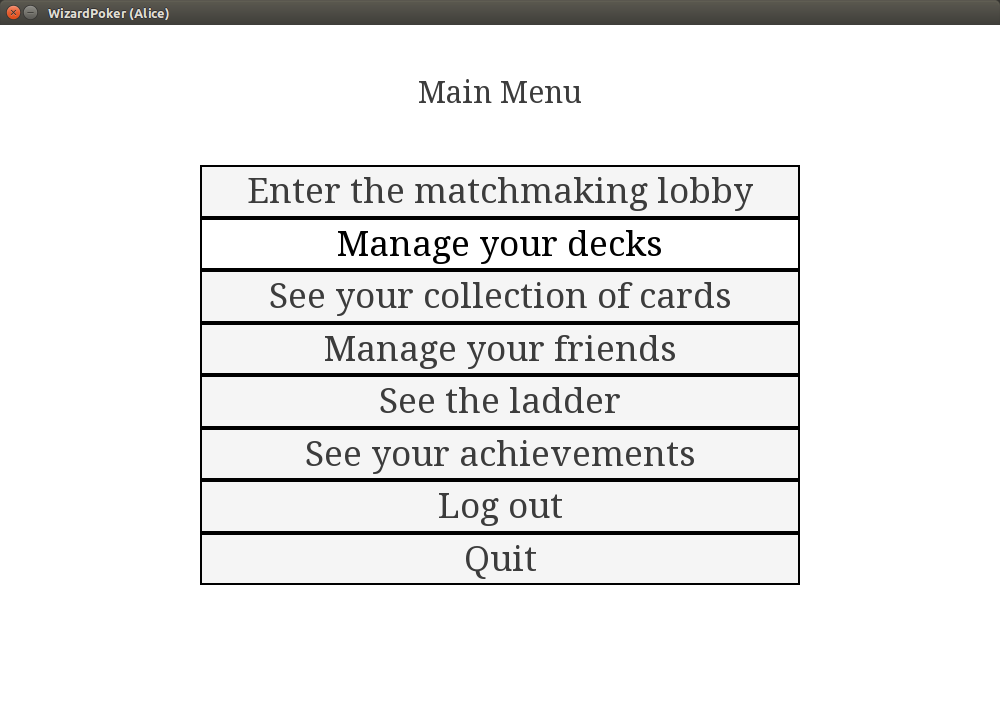 WizardPoker (Alice)
Main Menu
Enter the matchmaking lobby
Manage your decks
See your collection of cards
Manage your friends
See the ladder
See your achievements
Log out
Quit